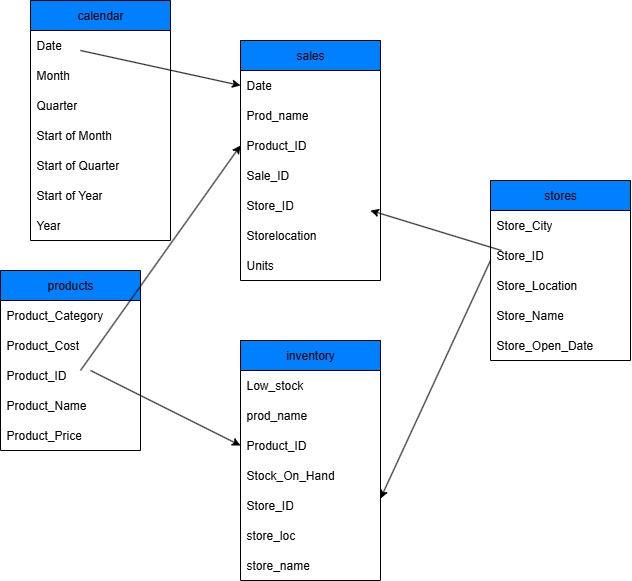 calendar
Date
Month
Quarter
Start of Month
Start of Quarter
Start of Year
Year
sales
Date
Prod_name
Product_ID
Sale_ID
Store_ID
Storelocation
Units
stores
Store_City
Store_ID
Store_Location
Store_Name
Store_Open_Date
products
Product_Category
Product_Cost
Product_ID
Product_Name
Product_Price
inventory
Low_stock
prod_name
Product_ID
Stock_On_Hand
Store_ID
store_loc
store_name